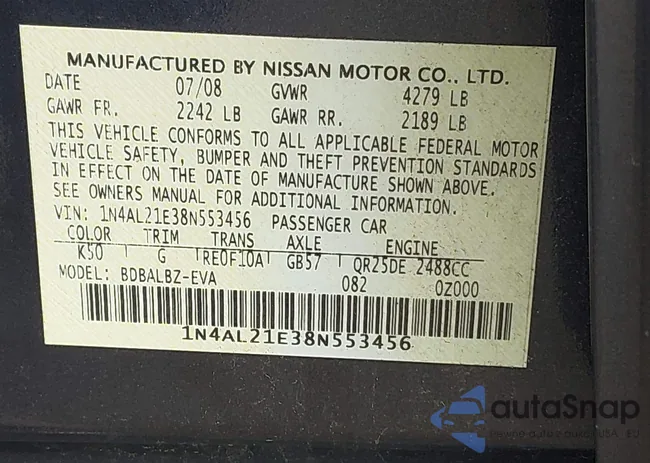 MANUFACTURED BY NISSAN MOTOR CO., LTD.
DATE 07/08 GVWR 4279 LB
GAWR FR. 2242 LB GAWR RR. 2189 LB
THIS VEHICLE CONFORMS TO ALL APPLICABLE FEDERAL MOTOR
VEHICLE SAFETY, BUMPER AND THEFT PREVENTION STANDARDS
IN EFFECT ON THE DATE OF MANUFACTURE SHOWN ABOVE.
SEE OWNERS MANUAL FOR ADDITIONAL INFORMATION.
VIN: 1N4AL21E38N553456 PASSENGER CAR
COLOR TRIM TRANS AXLE ENGINE
K50 G RE0F10A GB57 QR25DE 2488CC
MODEL: BDBALBZ-EVA 082 0Z000
1N4AL21E38N553456
autaSnap